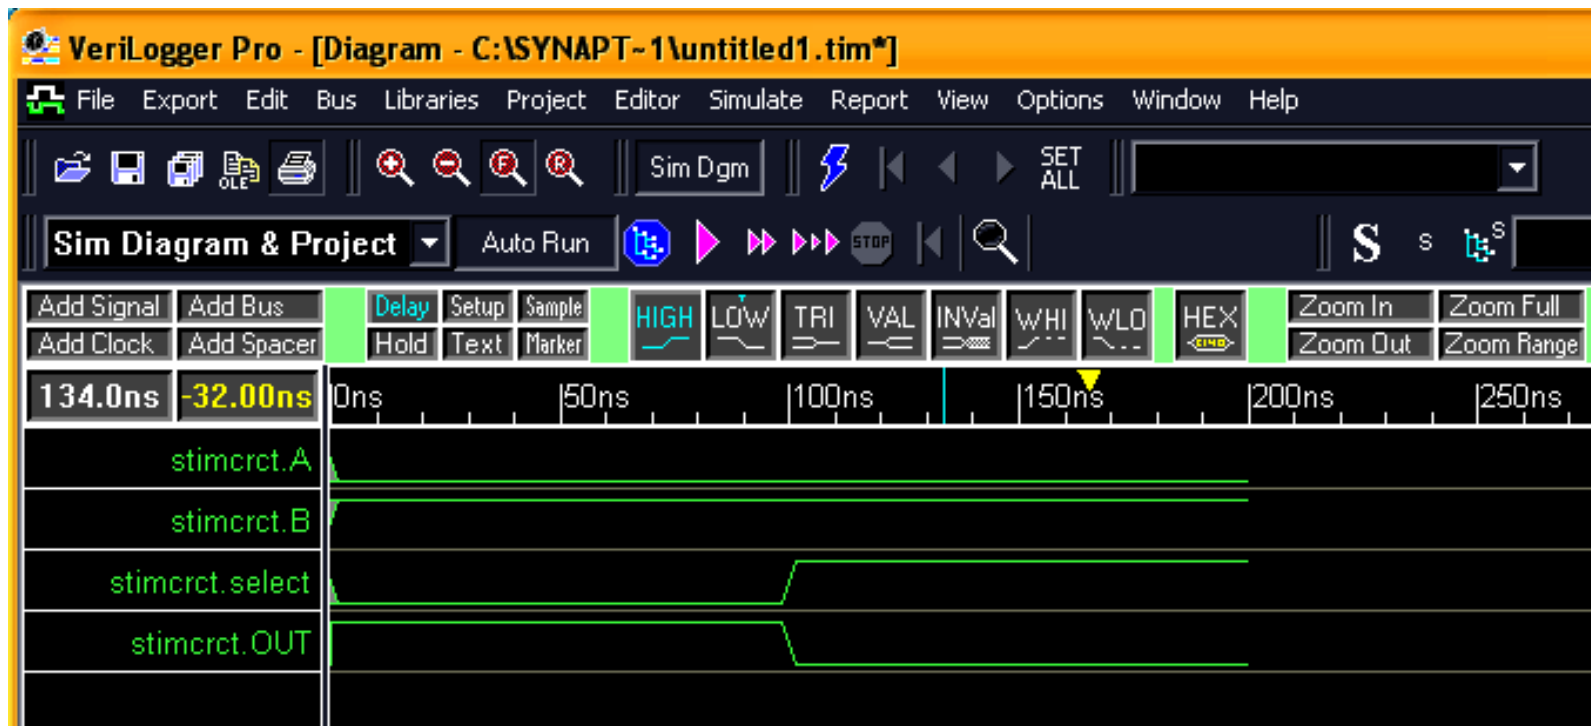 VeriLogger Pro - [Diagram - C:\SYNAPT~1\untitled1.tim*]
File Export Edit Bus Libraries Project Editor Simulate Report View Options Window Help
OLE F R Sim Dgm SET ALL
Sim Diagram & Project Auto Run STOP S s S
Add Signal Add Bus Delay Setup Sample HIGH LOW TRI VAL INVal WHI WLO HEX Zoom In Zoom Full
Add Clock Add Spacer Hold Text Marker Zoom Out Zoom Range
134.0ns -32.00ns 0ns 50ns 100ns 150ns 200ns 250ns
stimcrct.A
stimcrct.B
stimcrct.select
stimcrct.OUT